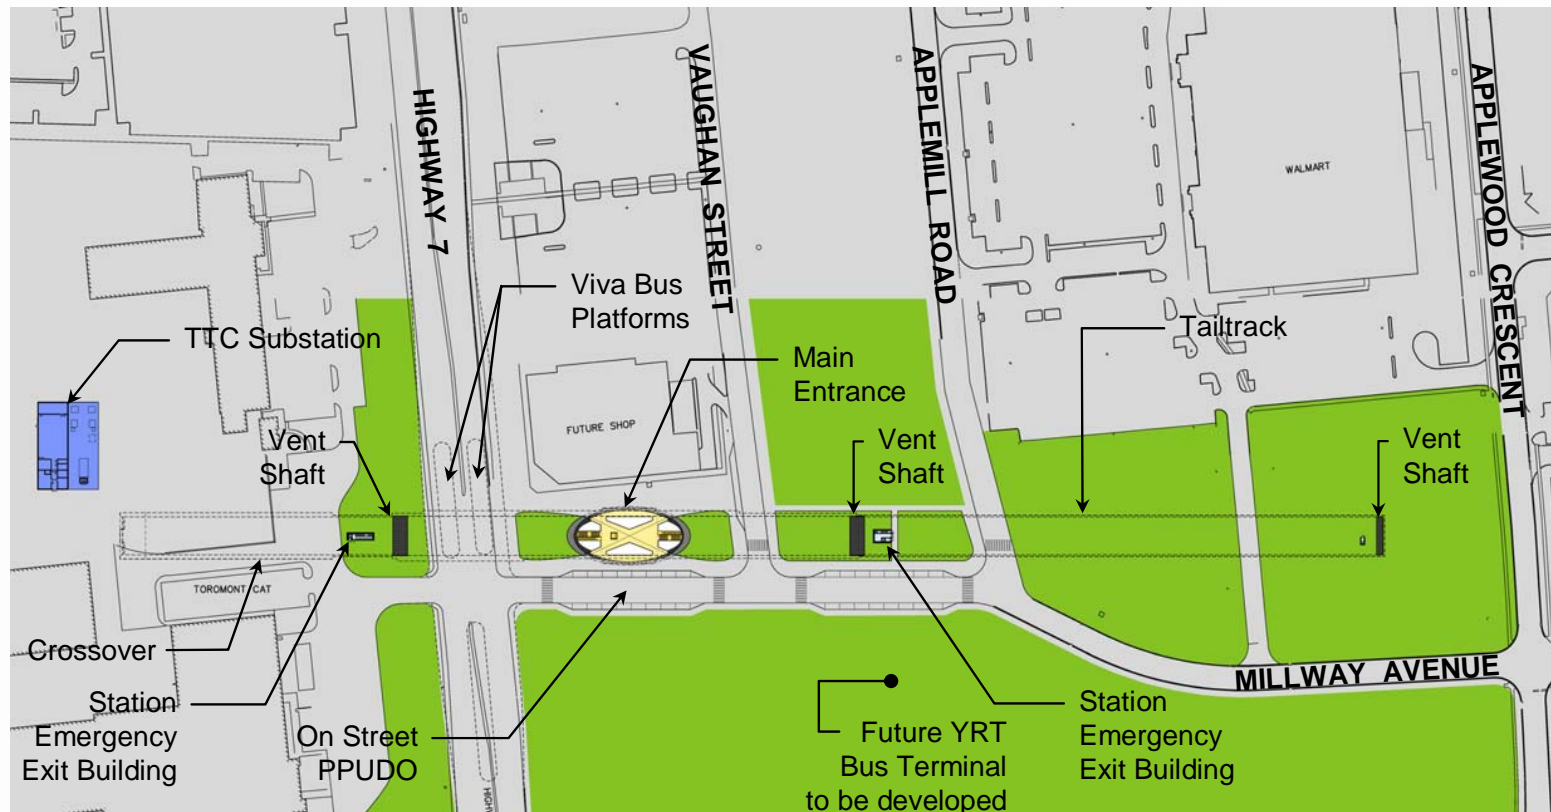 HIGHWAY 7
VAUGHAN STREET
APPLEMILL ROAD
APPLEWOOD CRESCENT
WALMART
Viva Bus
Platforms
TTC Substation
Main
Entrance
Tailtrack
FUTURE SHOP
Vent
Shaft
Vent
Shaft
Vent
Shaft
TOROMONT CAT
Crossover
MILLWAY AVENUE
Station
Emergency
Exit Building
On Street
PPUDO
Future YRT
Bus Terminal
to be developed
Station
Emergency
Exit Building